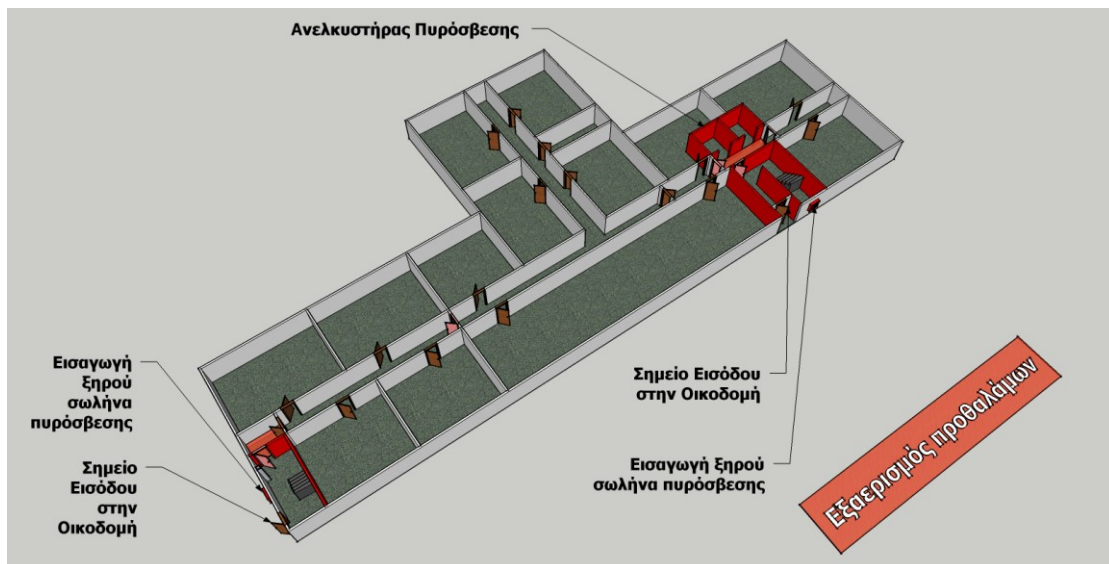 Ανελκυστήρας Πυρόσβεσης
Εισαγωγή
ξηρού
σωλήνα
πυρόσβεσης
Σημείο
Εισόδου
στην
Οικοδομή
Σημείο Εισόδου
στην Οικοδομή
Εισαγωγή ξηρού
σωλήνα πυρόσβεσης
Εξαερισμός προθαλάμων